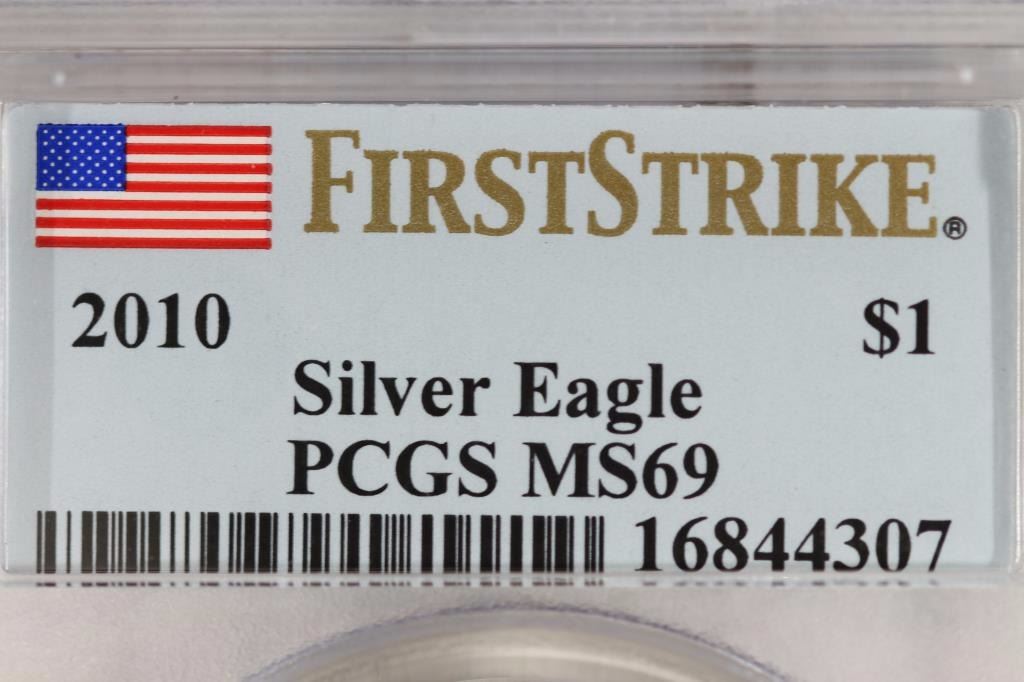 FIRSTSTRIKE®
2010 $1
Silver Eagle
PCGS MS69
16844307